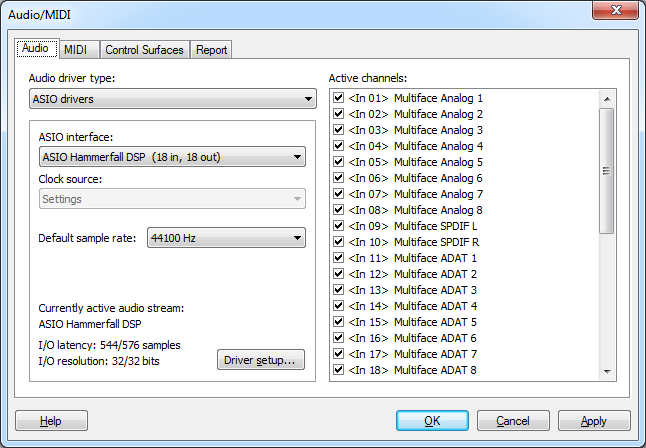 Audio/MIDI
Audio MIDI Control Surfaces Report
Audio driver type:
ASIO drivers
ASIO interface:
ASIO Hammerfall DSP (18 in, 18 out)
Clock source:
Settings
Default sample rate: 44100 Hz
Currently active audio stream:
ASIO Hammerfall DSP
I/O latency: 544/576 samples
I/O resolution: 32/32 bits
Driver setup...
Active channels:
<In 01> Multiface Analog 1
<In 02> Multiface Analog 2
<In 03> Multiface Analog 3
<In 04> Multiface Analog 4
<In 05> Multiface Analog 5
<In 06> Multiface Analog 6
<In 07> Multiface Analog 7
<In 08> Multiface Analog 8
<In 09> Multiface SPDIF L
<In 10> Multiface SPDIF R
<In 11> Multiface ADAT 1
<In 12> Multiface ADAT 2
<In 13> Multiface ADAT 3
<In 14> Multiface ADAT 4
<In 15> Multiface ADAT 5
<In 16> Multiface ADAT 6
<In 17> Multiface ADAT 7
<In 18> Multiface ADAT 8
Help OK Cancel Apply